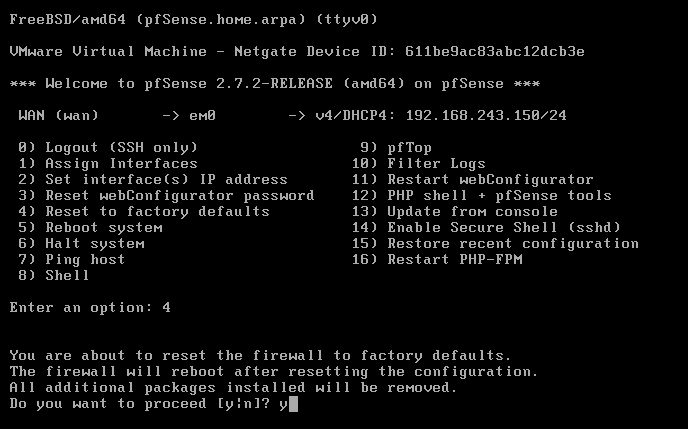 FreeBSD/amd64 (pfSense.home.arpa) (ttyv0)
VMware Virtual Machine - Netgate Device ID: 611be9ac83abc12dcb3e
*** Welcome to pfSense 2.7.2-RELEASE (amd64) on pfSense ***
WAN (wan)       -> em0        -> v4/DHCP4: 192.168.243.150/24
0) Logout (SSH only)                  9) pfTop
1) Assign Interfaces                 10) Filter Logs
2) Set interface(s) IP address       11) Restart webConfigurator
3) Reset webConfigurator password    12) PHP shell + pfSense tools
4) Reset to factory defaults         13) Update from console
5) Reboot system                     14) Enable Secure Shell (sshd)
6) Halt system                       15) Restore recent configuration
7) Ping host                         16) Restart PHP-FPM
8) Shell
Enter an option: 4
You are about to reset the firewall to factory defaults.
The firewall will reboot after resetting the configuration.
All additional packages installed will be removed.
Do you want to proceed [y|n]? y